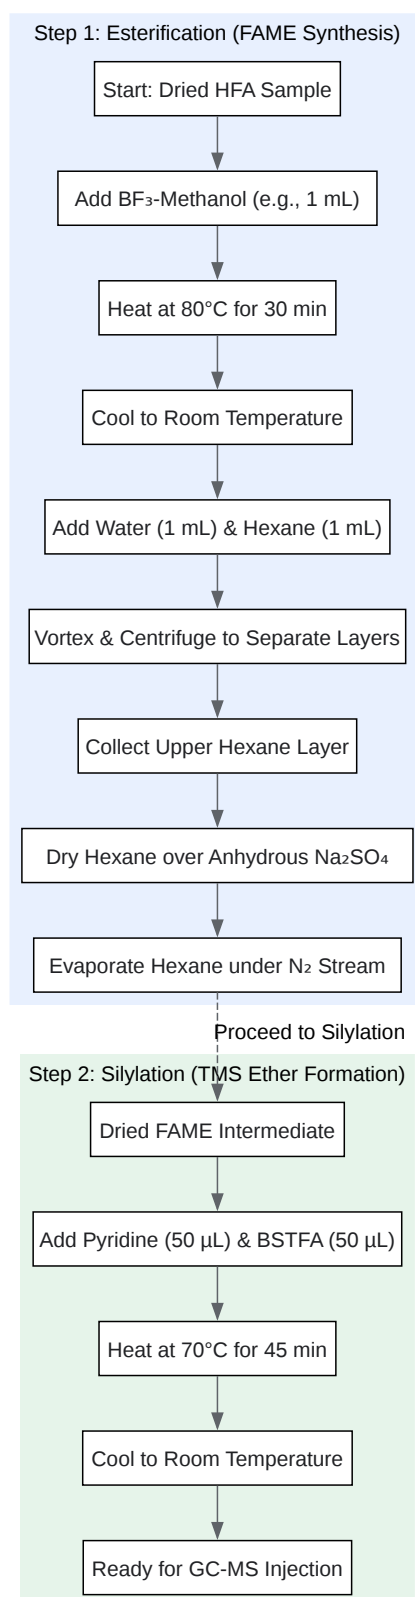 Step 1: Esterification (FAME Synthesis)
Start: Dried HFA Sample
Add BF₃-Methanol (e.g., 1 mL)
Heat at 80°C for 30 min
Cool to Room Temperature
Add Water (1 mL) & Hexane (1 mL)
Vortex & Centrifuge to Separate Layers
Collect Upper Hexane Layer
Dry Hexane over Anhydrous Na₂SO₄
Evaporate Hexane under N₂ Stream
Proceed to Silylation
Step 2: Silylation (TMS Ether Formation)
Dried FAME Intermediate
Add Pyridine (50 µL) & BSTFA (50 µL)
Heat at 70°C for 45 min
Cool to Room Temperature
Ready for GC-MS Injection